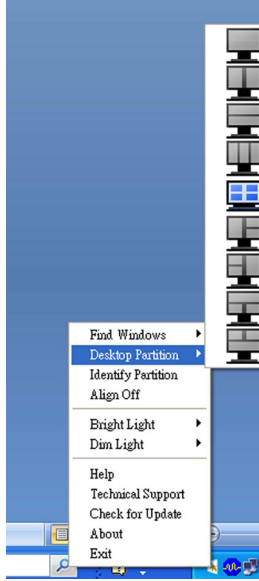 Find Windows
Desktop Partition
Identify Partition
Align Off
Bright Light
Dim Light
Help
Technical Support
Check for Update
About
Exit